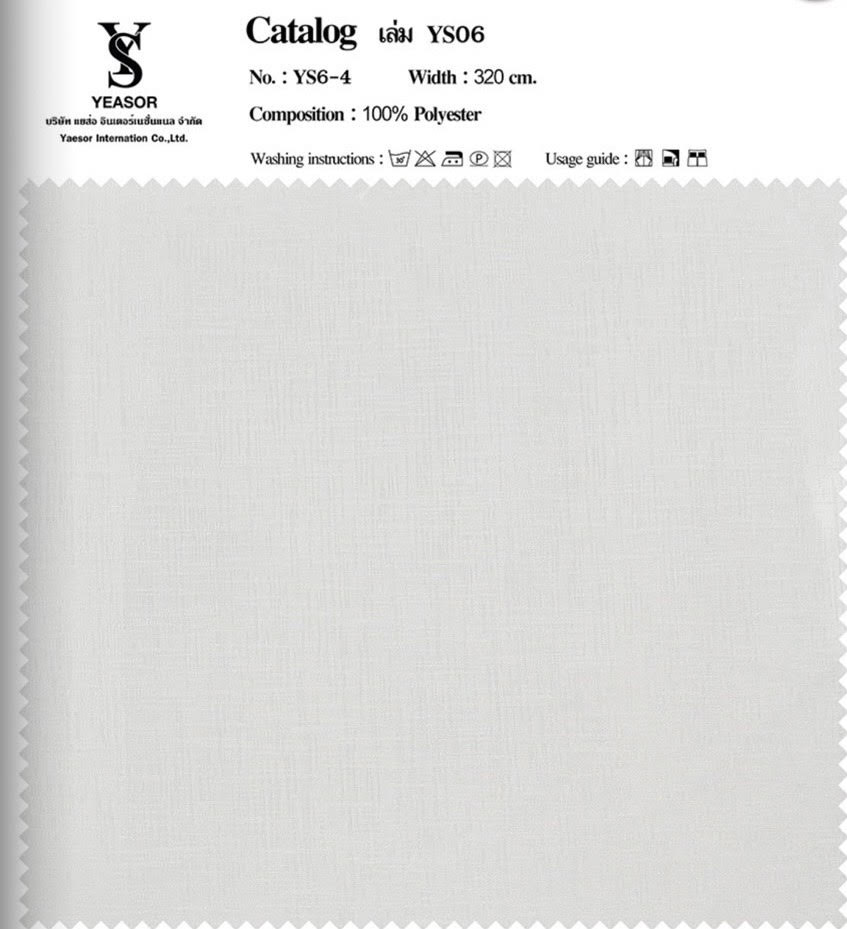 YS
YEASOR
บริษัท แยส่อ อินเตอร์เนชั่นแนล จำกัด
Yaesor Internation Co.,Ltd.
Catalog เล่ม YS06
No. : YS6-4 Width : 320 cm.
Composition : 100% Polyester
Washing instructions : 30 P Usage guide :